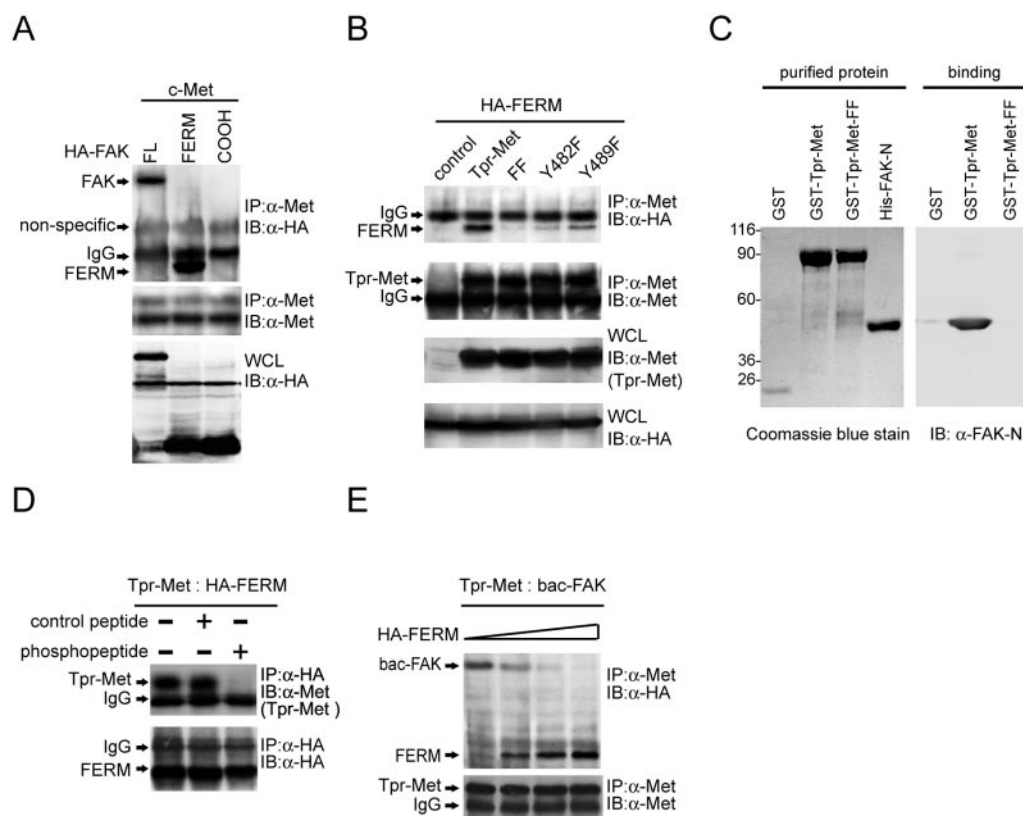 A
c-Met
HA-FAK FL FERM COOH
FAK
non-specific
IgG
FERM
IP:α-Met
IB:α-HA
IP:α-Met
IB:α-Met
WCL
IB:α-HA
B
HA-FERM
control Tpr-Met FF Y482F Y489F
IgG
FERM
IP:α-Met
IB:α-HA
Tpr-Met
IgG
IP:α-Met
IB:α-Met
WCL
IB:α-Met
(Tpr-Met)
WCL
IB:α-HA
C
purified protein binding
GST GST-Tpr-Met GST-Tpr-Met-FF His-FAK-N GST GST-Tpr-Met GST-Tpr-Met-FF
116-
90-
60-
36-
26-
Coomassie blue stain IB: α-FAK-N
D
Tpr-Met : HA-FERM
control peptide - + -
phosphopeptide - - +
Tpr-Met
IgG
IP:α-HA
IB:α-Met
(Tpr-Met )
IgG
FERM
IP:α-HA
IB:α-HA
E
Tpr-Met : bac-FAK
HA-FERM
bac-FAK
IP:α-Met
IB:α-HA
FERM
Tpr-Met
IgG
IP:α-Met
IB:α-Met